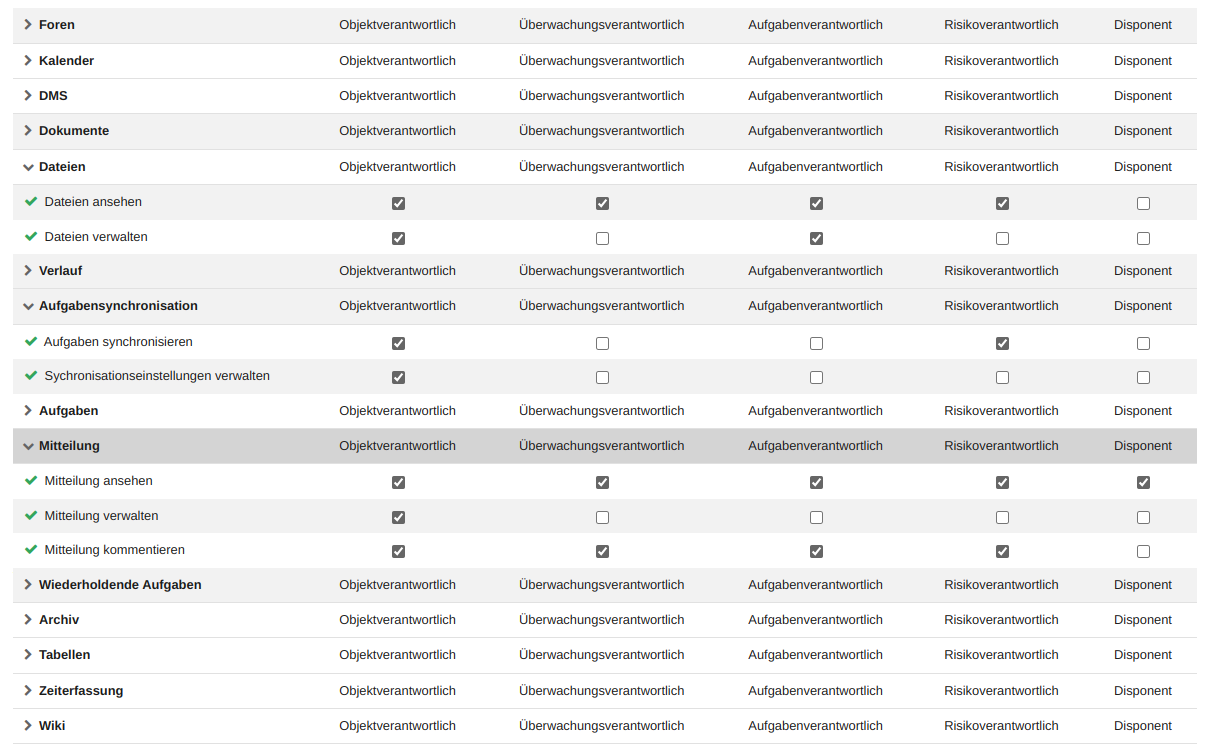 Foren Objektverantwortlich Überwachungsverantwortlich Aufgabenverantwortlich Risikoverantwortlich Disponent
Kalender Objektverantwortlich Überwachungsverantwortlich Aufgabenverantwortlich Risikoverantwortlich Disponent
DMS Objektverantwortlich Überwachungsverantwortlich Aufgabenverantwortlich Risikoverantwortlich Disponent
Dokumente Objektverantwortlich Überwachungsverantwortlich Aufgabenverantwortlich Risikoverantwortlich Disponent
Dateien Objektverantwortlich Überwachungsverantwortlich Aufgabenverantwortlich Risikoverantwortlich Disponent
Dateien ansehen
Dateien verwalten
Verlauf Objektverantwortlich Überwachungsverantwortlich Aufgabenverantwortlich Risikoverantwortlich Disponent
Aufgabensynchronisation Objektverantwortlich Überwachungsverantwortlich Aufgabenverantwortlich Risikoverantwortlich Disponent
Aufgaben synchronisieren
Sychronisationseinstellungen verwalten
Aufgaben Objektverantwortlich Überwachungsverantwortlich Aufgabenverantwortlich Risikoverantwortlich Disponent
Mitteilung Objektverantwortlich Überwachungsverantwortlich Aufgabenverantwortlich Risikoverantwortlich Disponent
Mitteilung ansehen
Mitteilung verwalten
Mitteilung kommentieren
Wiederholdende Aufgaben Objektverantwortlich Überwachungsverantwortlich Aufgabenverantwortlich Risikoverantwortlich Disponent
Archiv Objektverantwortlich Überwachungsverantwortlich Aufgabenverantwortlich Risikoverantwortlich Disponent
Tabellen Objektverantwortlich Überwachungsverantwortlich Aufgabenverantwortlich Risikoverantwortlich Disponent
Zeiterfassung Objektverantwortlich Überwachungsverantwortlich Aufgabenverantwortlich Risikoverantwortlich Disponent
Wiki Objektverantwortlich Überwachungsverantwortlich Aufgabenverantwortlich Risikoverantwortlich Disponent